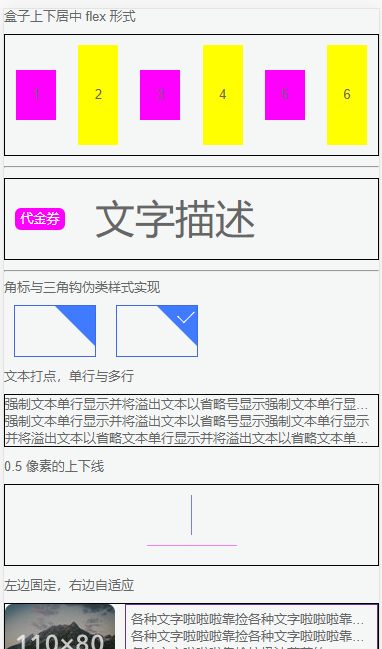 盒子上下居中 flex 形式
1 2 3 4 5 6
代金券 文字描述
角标与三角钩伪类样式实现
文本打点，单行与多行
强制文本单行显示并将溢出文本以省略号显示强制文本单行显...
强制文本单行显示并将溢出文本以省略号显示强制文本单行显示
并将溢出文本以省略文本单行显示并将溢出文本以省略文本单...
0.5 像素的上下线
左边固定，右边自适应
110×80
各种文字啦啦啦靠捡各种文字啦啦啦靠...
各种文字啦啦啦靠捡各种文字啦啦啦靠